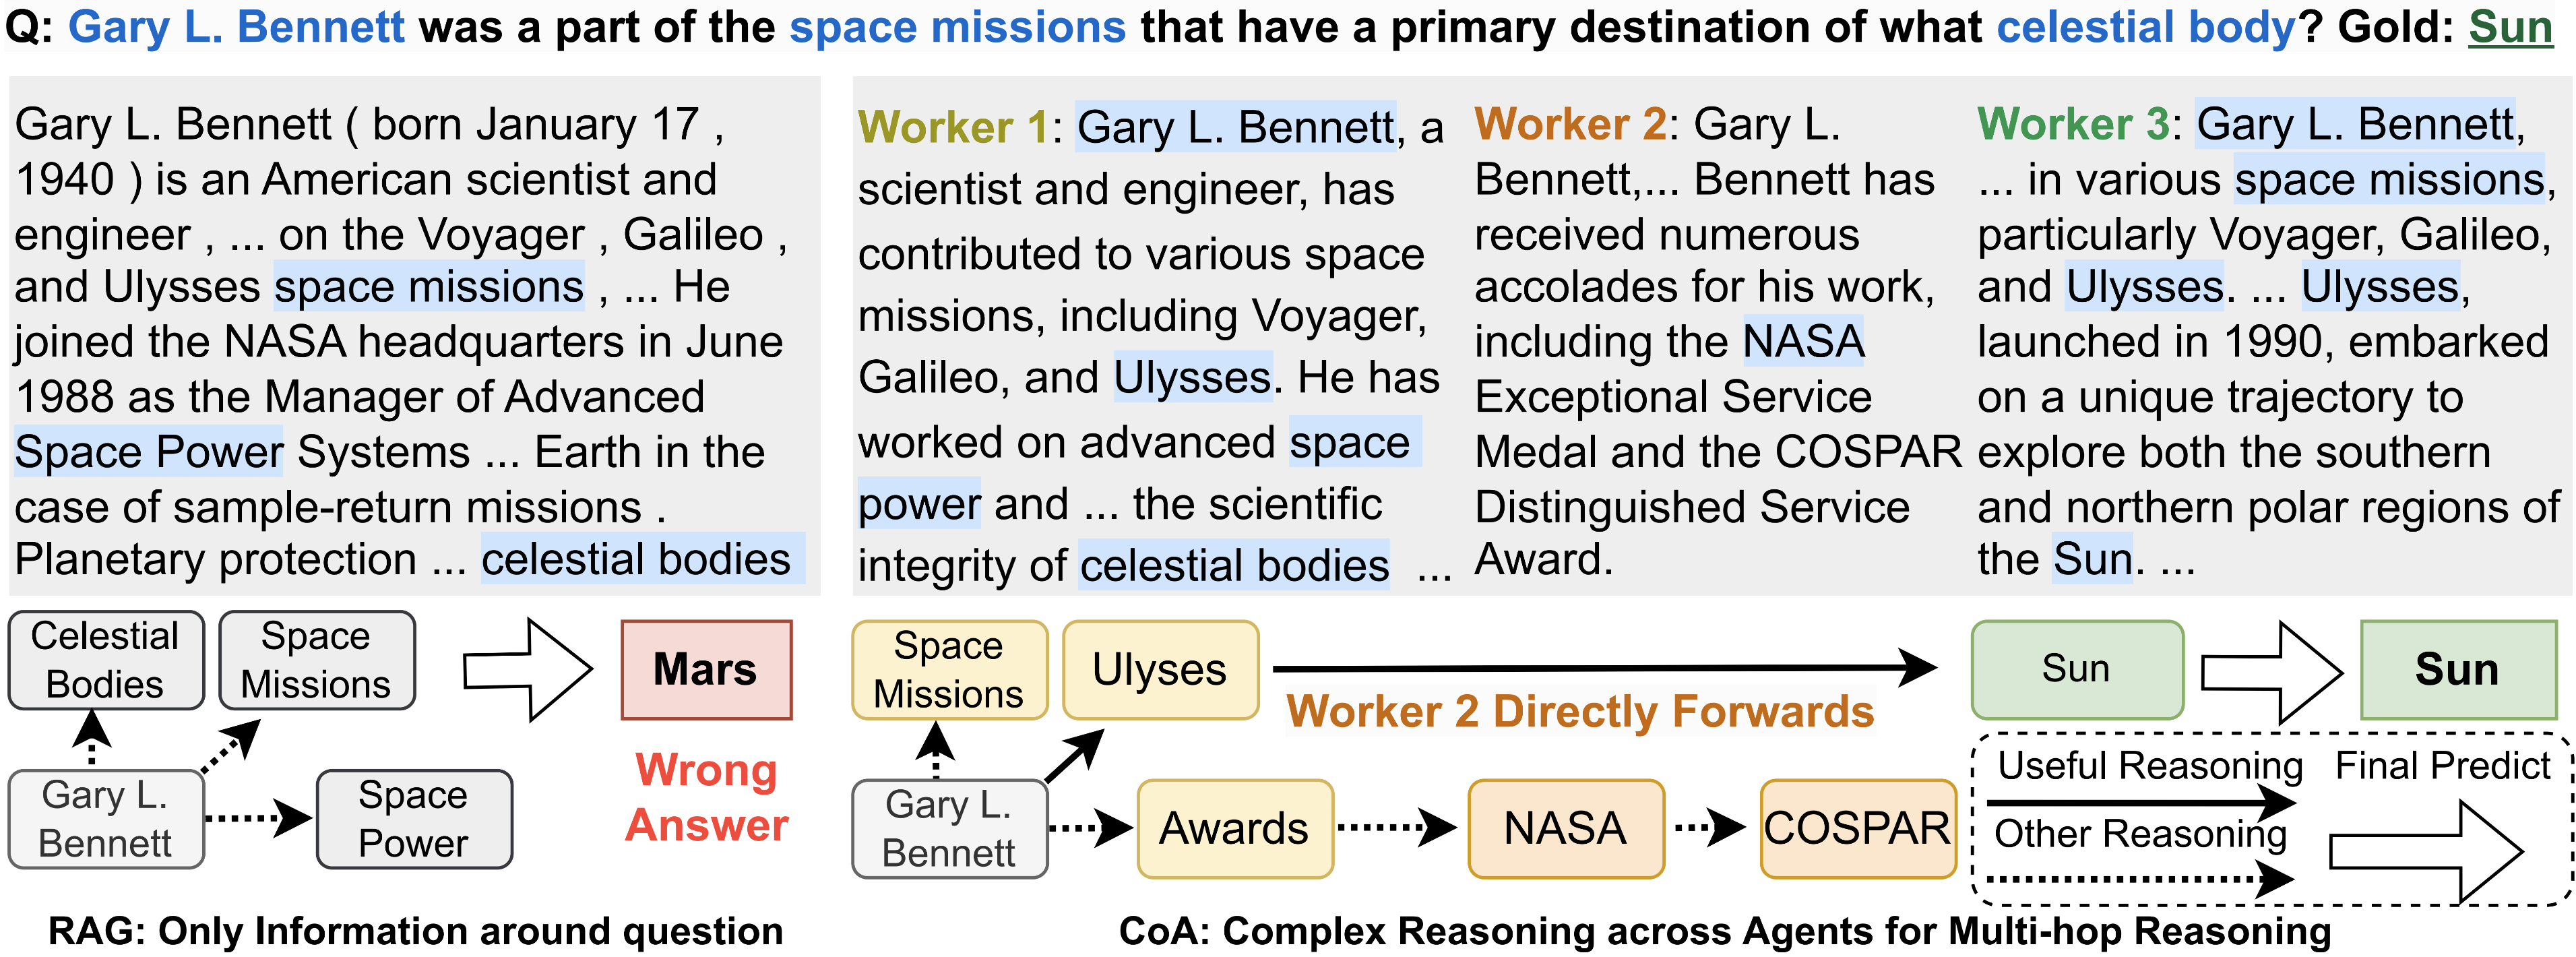 Q: Gary L. Bennett was a part of the space missions that have a primary destination of what celestial body? Gold: Sun
Gary L. Bennett ( born January 17 ,
1940 ) is an American scientist and
engineer , ... on the Voyager , Galileo ,
and Ulysses space missions , ... He
joined the NASA headquarters in June
1988 as the Manager of Advanced
Space Power Systems ... Earth in the
case of sample-return missions .
Planetary protection ... celestial bodies
Worker 1: Gary L. Bennett, a
scientist and engineer, has
contributed to various space
missions, including Voyager,
Galileo, and Ulysses. He has
worked on advanced space
power and ... the scientific
integrity of celestial bodies ...
Worker 2: Gary L.
Bennett,... Bennett has
received numerous
accolades for his work,
including the NASA
Exceptional Service
Medal and the COSPAR
Distinguished Service
Award.
Worker 3: Gary L. Bennett,
... in various space missions,
particularly Voyager, Galileo,
and Ulysses. ... Ulysses,
launched in 1990, embarked
on a unique trajectory to
explore both the southern
and northern polar regions of
the Sun. ...
Celestial
Bodies
Space
Missions
Mars
Gary L.
Bennett
Space
Power
Wrong
Answer
RAG: Only Information around question
Space
Missions
Ulyses
Worker 2 Directly Forwards
Sun
Sun
Gary L.
Bennett
Awards
NASA
COSPAR
Useful Reasoning
Final Predict
Other Reasoning
CoA: Complex Reasoning across Agents for Multi-hop Reasoning